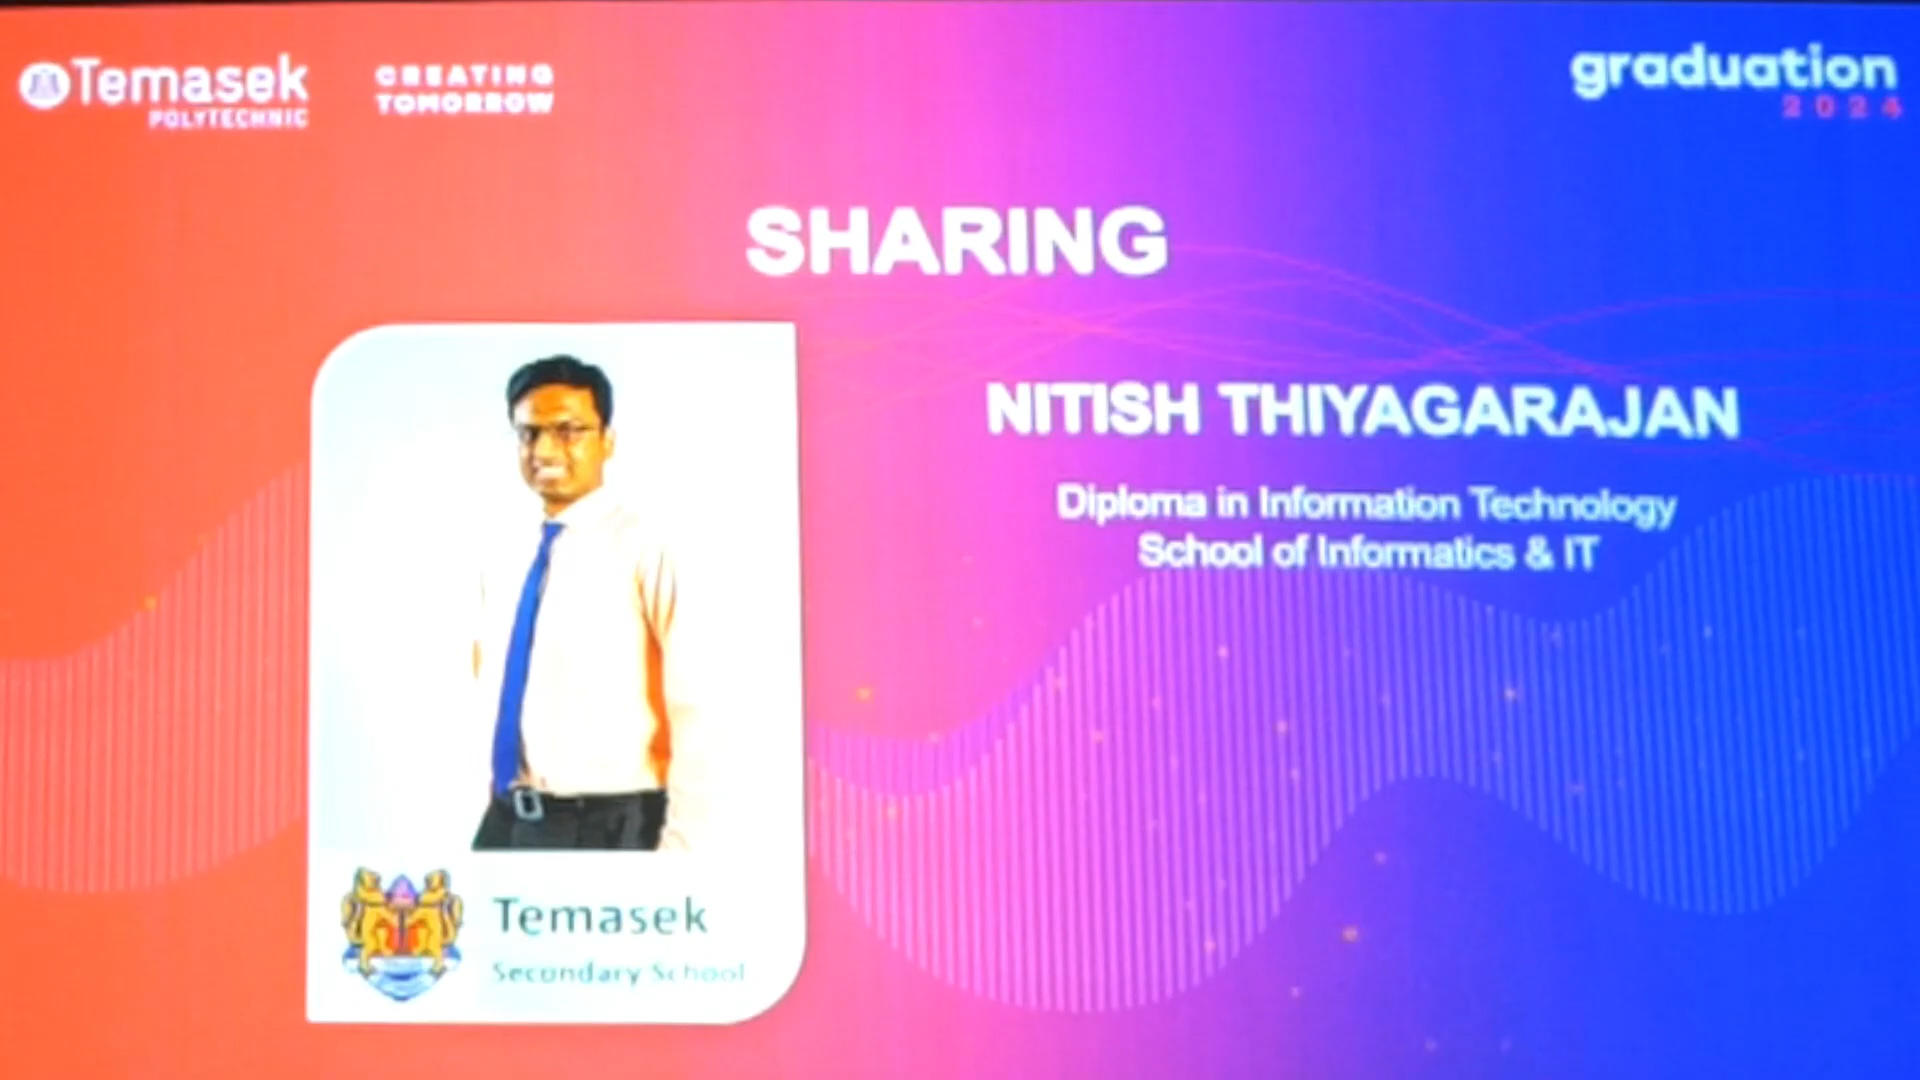 Temasek
POLYTECHNIC
CREATING
TOMORROW
graduation
2024
SHARING
NITISH THIYAGARAJAN
Diploma in Information Technology
School of Informatics & IT
Temasek
Secondary School